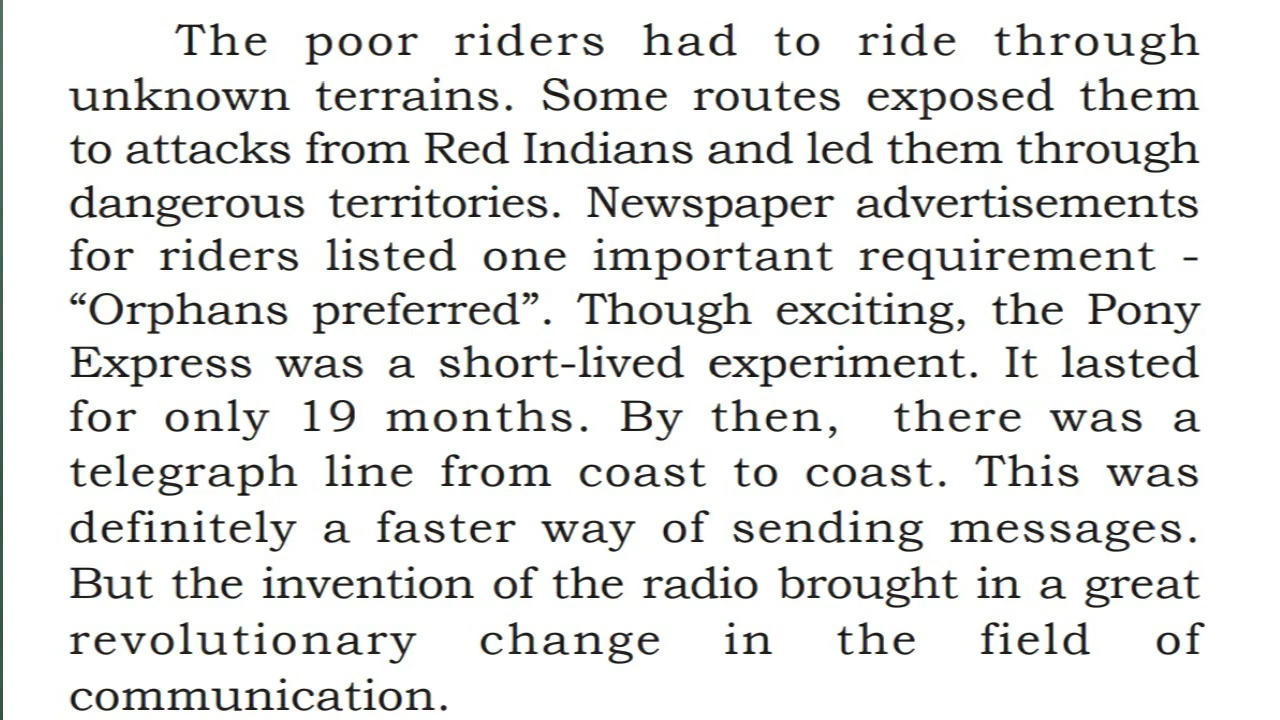 The poor riders had to ride through
unknown terrains. Some routes exposed them
to attacks from Red Indians and led them through
dangerous territories. Newspaper advertisements
for riders listed one important requirement -
“Orphans preferred”. Though exciting, the Pony
Express was a short-lived experiment. It lasted
for only 19 months. By then, there was a
telegraph line from coast to coast. This was
definitely a faster way of sending messages.
But the invention of the radio brought in a great
revolutionary change in the field of
communication.